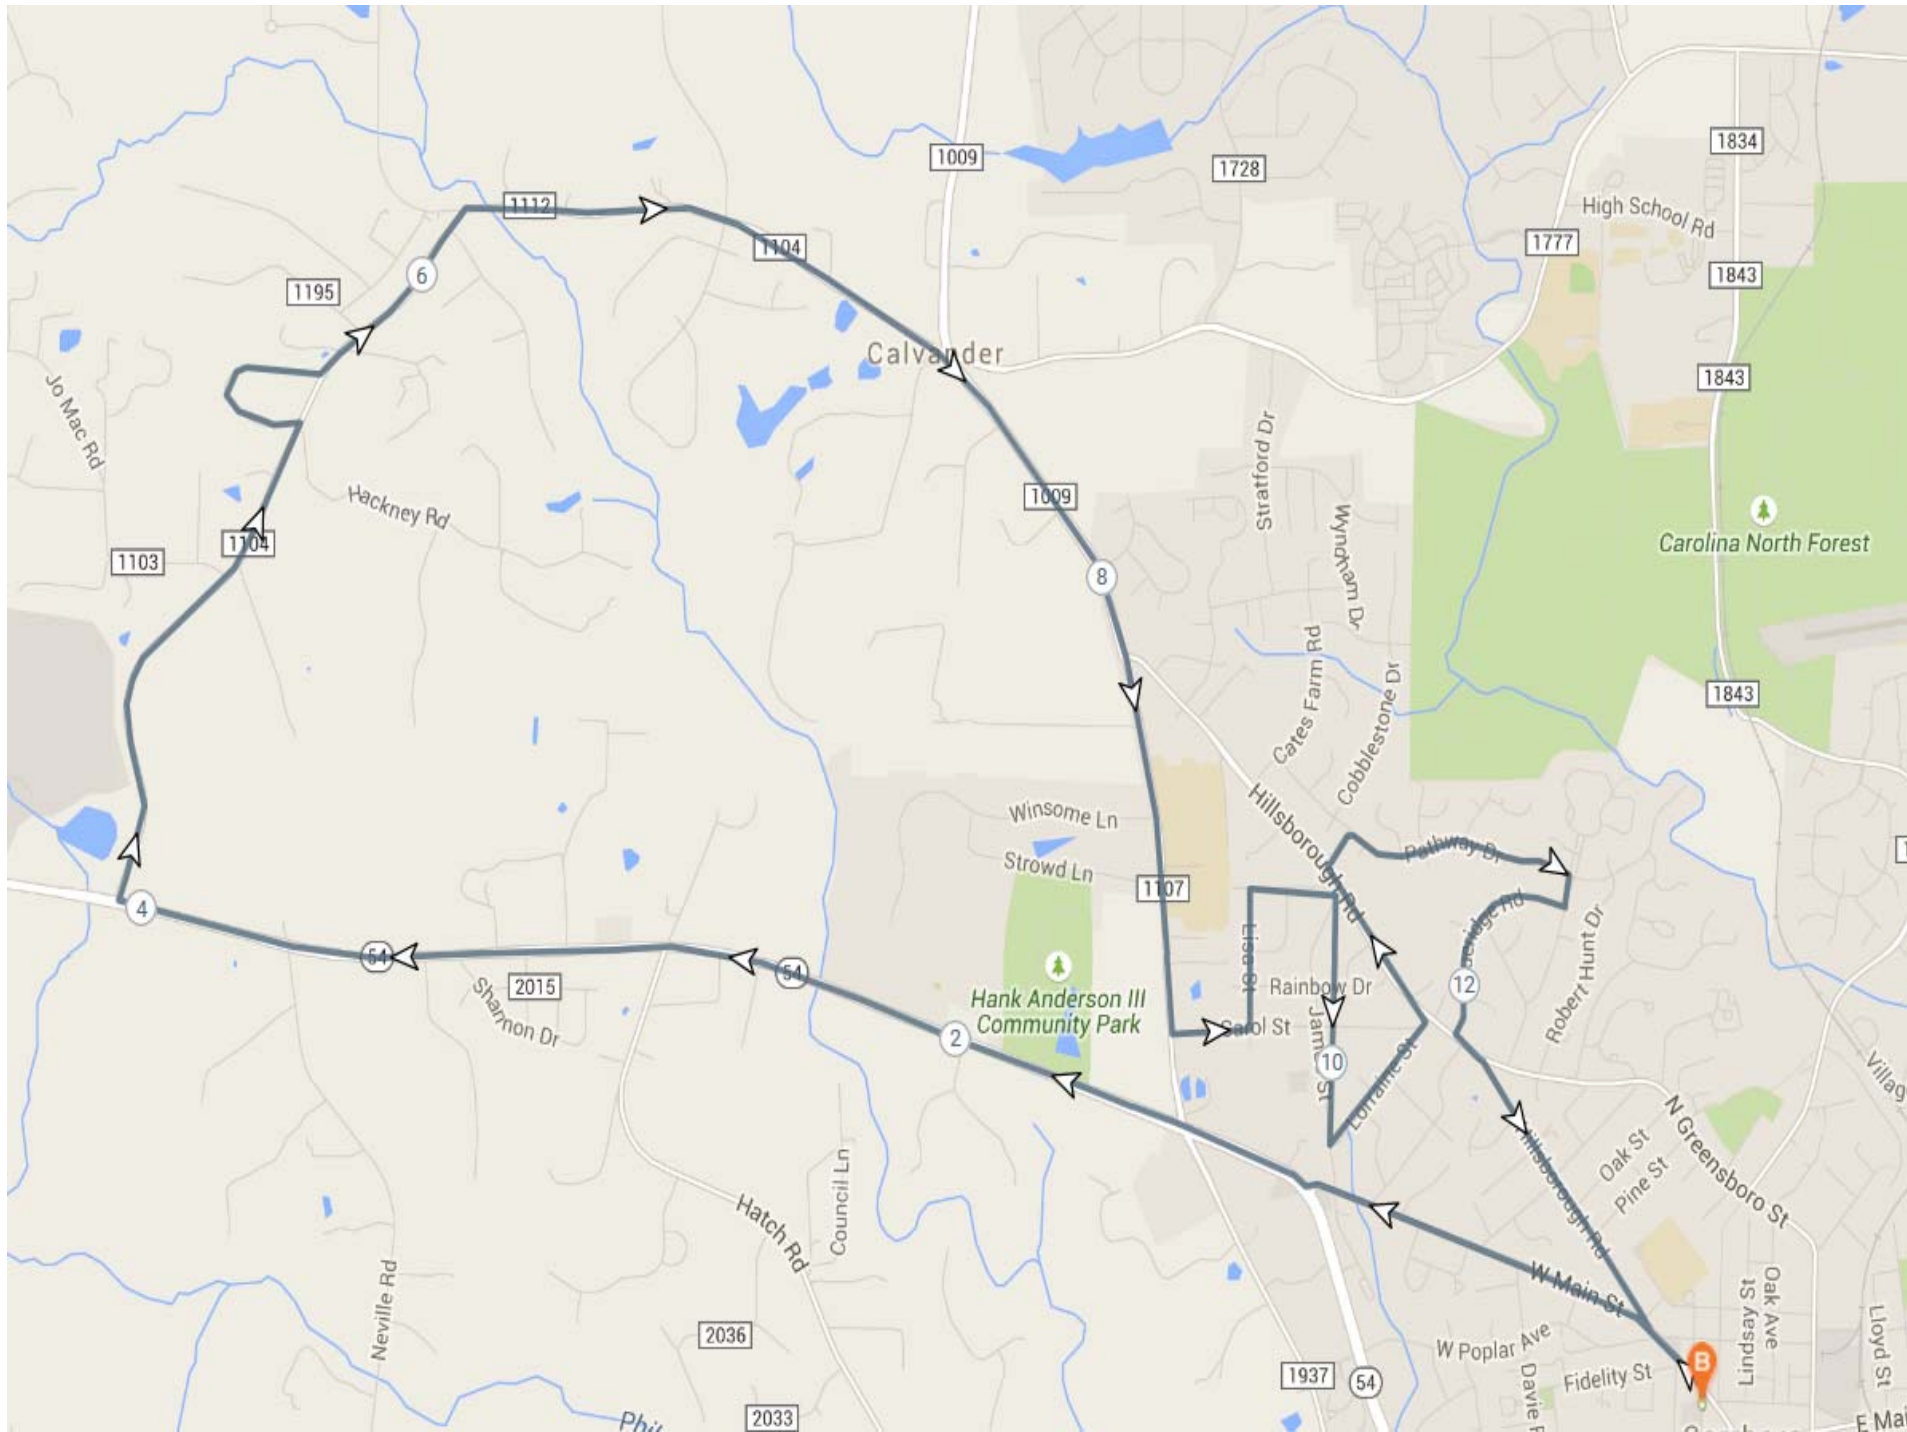 1009
1728
1834
High School Rd
1112
1777
1104
1843
6
1195
Calvander
1843
Jo Mac Rd
Stratford Dr
Hackney Rd
1009
Wyndham Dr
1104
1103
Carolina North Forest
8
Cates Farm Rd
Cobblestone Dr
1843
Hillsborough Rd
Winsome Ln
Strowd Ln
Pathway Dr
1107
4
Robert Hunt Dr
54
54
2015
Lisa St
Rainbow Dr
12
Shannon Dr
Hank Anderson III
Community Park
2
Carol St
James St
10
Lorraine St
N Greensboro St
Oak St
Pine St
Hillsborough Rd
Council Ln
Hatch Rd
Neville Rd
W Main St
Oak Ave
Lindsay St
Lloyd St
2036
W Poplar Ave
Fidelity St
B
1937
54
2033